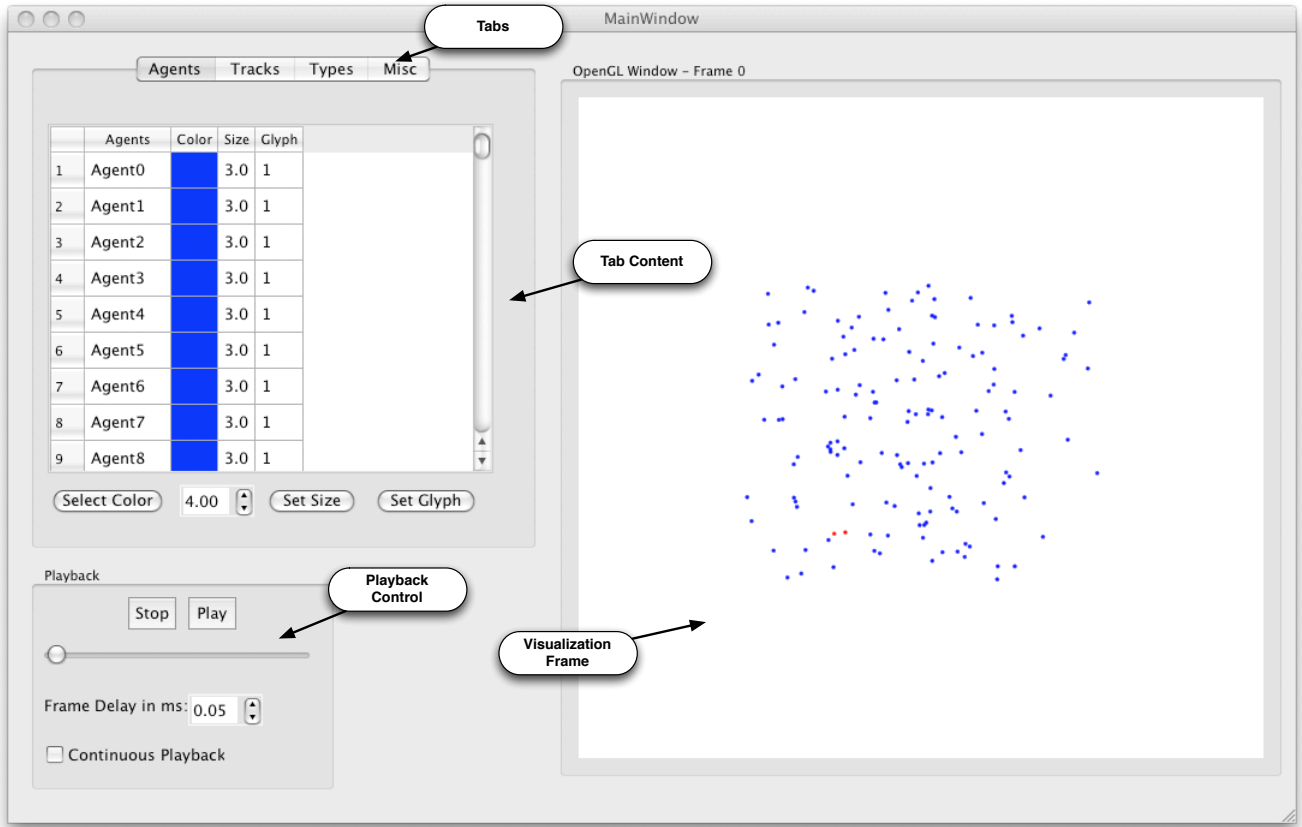 MainWindow
Tabs
Agents Tracks Types Misc
OpenGL Window – Frame 0
Agents Color Size Glyph
1 Agent0 3.0 1
2 Agent1 3.0 1
3 Agent2 3.0 1
4 Agent3 3.0 1
5 Agent4 3.0 1
6 Agent5 3.0 1
7 Agent6 3.0 1
8 Agent7 3.0 1
9 Agent8 3.0 1
Tab Content
Select Color 4.00 Set Size Set Glyph
Playback
Playback
Control
Stop Play
Visualization
Frame
Frame Delay in ms: 0.05
Continuous Playback